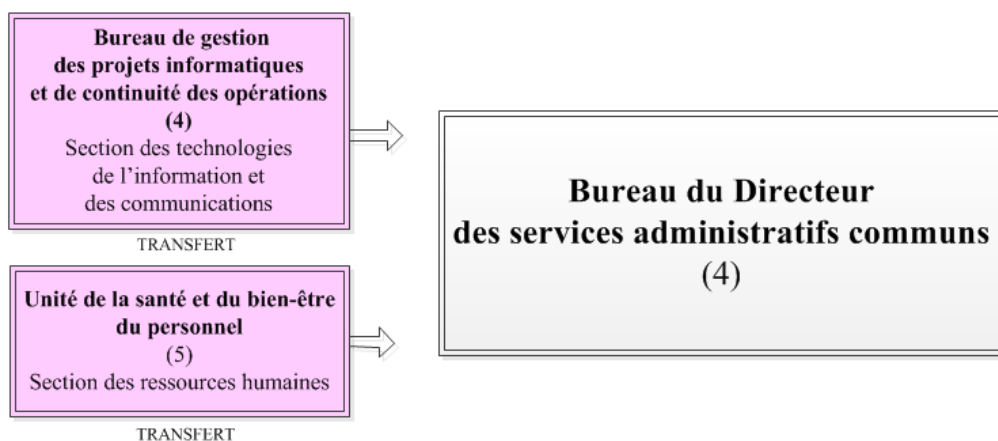 Bureau de gestion
des projets informatiques
et de continuité des opérations
(4)
Section des technologies
de l'information et
des communications
TRANSFERT
Unité de la santé et du bien-être
du personnel
(5)
Section des ressources humaines
TRANSFERT
Bureau du Directeur
des services administratifs communs
(4)